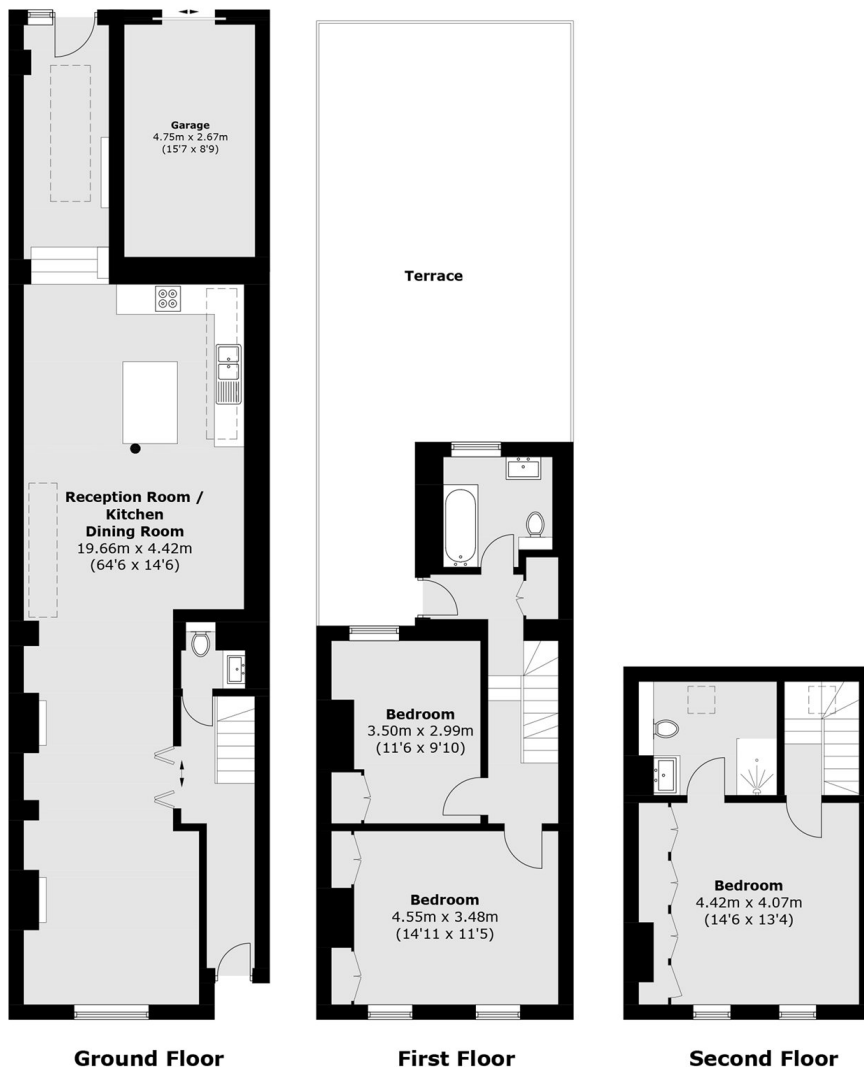 Garage
4.75m x 2.67m
(15'7 x 8'9)
Reception Room /
Kitchen
Dining Room
19.66m x 4.42m
(64'6 x 14'6)
Ground Floor
Terrace
Bedroom
3.50m x 2.99m
(11'6 x 9'10)
Bedroom
4.55m x 3.48m
(14'11 x 11'5)
First Floor
Bedroom
4.42m x 4.07m
(14'6 x 13'4)
Second Floor